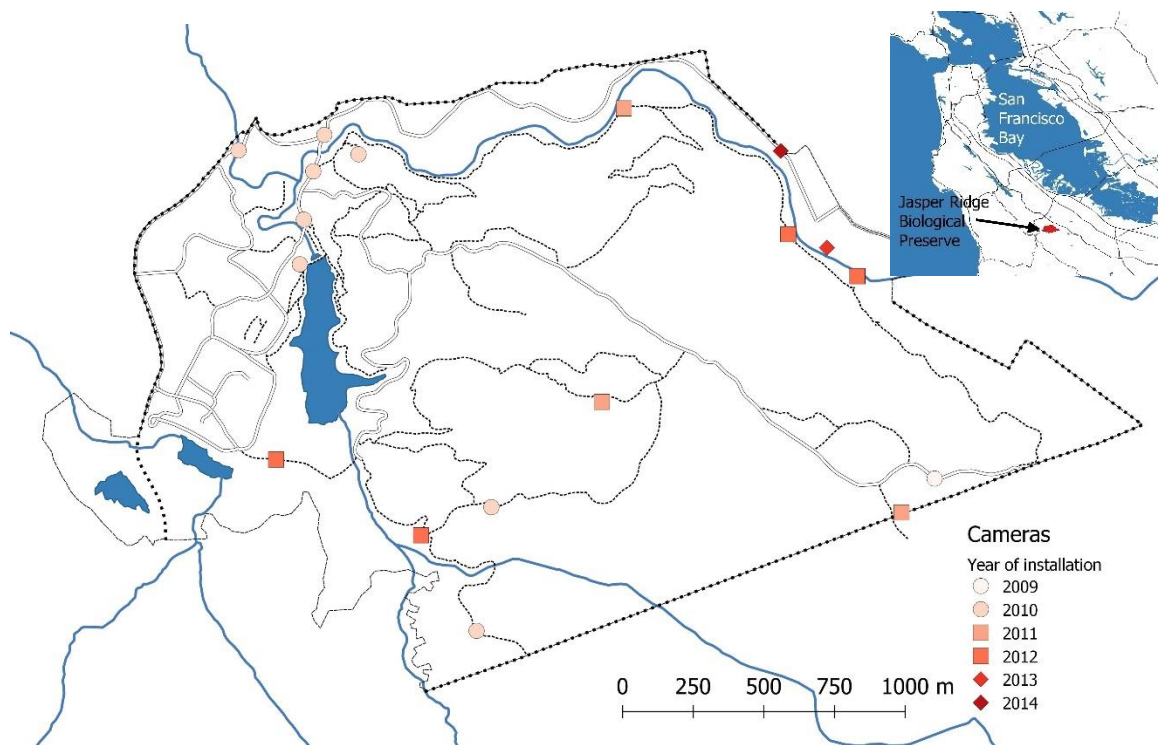 San
Francisco
Bay
Jasper Ridge
Biological
Preserve
Cameras
Year of installation
2009
2010
2011
2012
2013
2014
0 250 500 750 1000 m